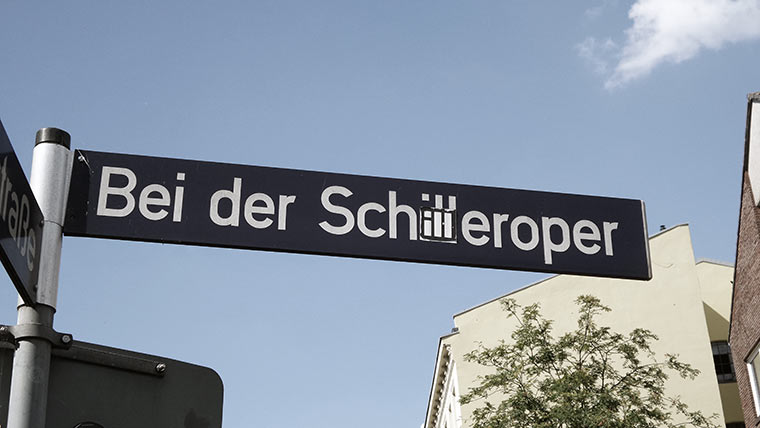 Bei der Schilleroper
traße